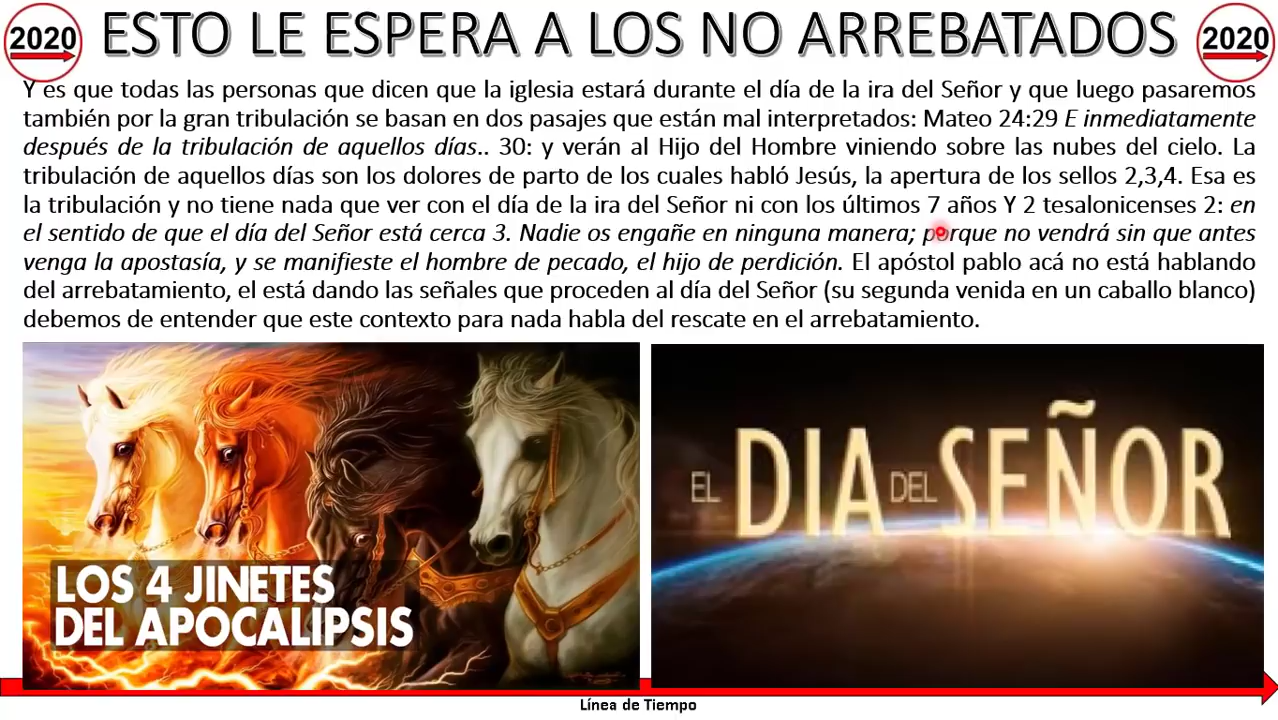 2020
ESTO LE ESPERA A LOS NO ARREBATADOS
2020
Y es que todas las personas que dicen que la iglesia estará durante el día de la ira del Señor y que luego pasaremos
también por la gran tribulación se basan en dos pasajes que están mal interpretados: Mateo 24:29 E inmediatamente
después de la tribulación de aquellos días.. 30: y verán al Hijo del Hombre viniendo sobre las nubes del cielo. La
tribulación de aquellos días son los dolores de parto de los cuales habló Jesús, la apertura de los sellos 2,3,4. Esa es
la tribulación y no tiene nada que ver con el día de la ira del Señor ni con los últimos 7 años Y 2 tesalonicenses 2: en
el sentido de que el día del Señor está cerca 3. Nadie os engañe en ninguna manera; porque no vendrá sin que antes
venga la apostasía, y se manifieste el hombre de pecado, el hijo de perdición. El apóstol pablo acá no está hablando
del arrebatamiento, el está dando las señales que proceden al día del Señor (su segunda venida en un caballo blanco)
debemos de entender que este contexto para nada habla del rescate en el arrebatamiento.
LOS 4 JINETES
DEL APOCALIPSIS
EL DIA DEL SEÑOR
Línea de Tiempo